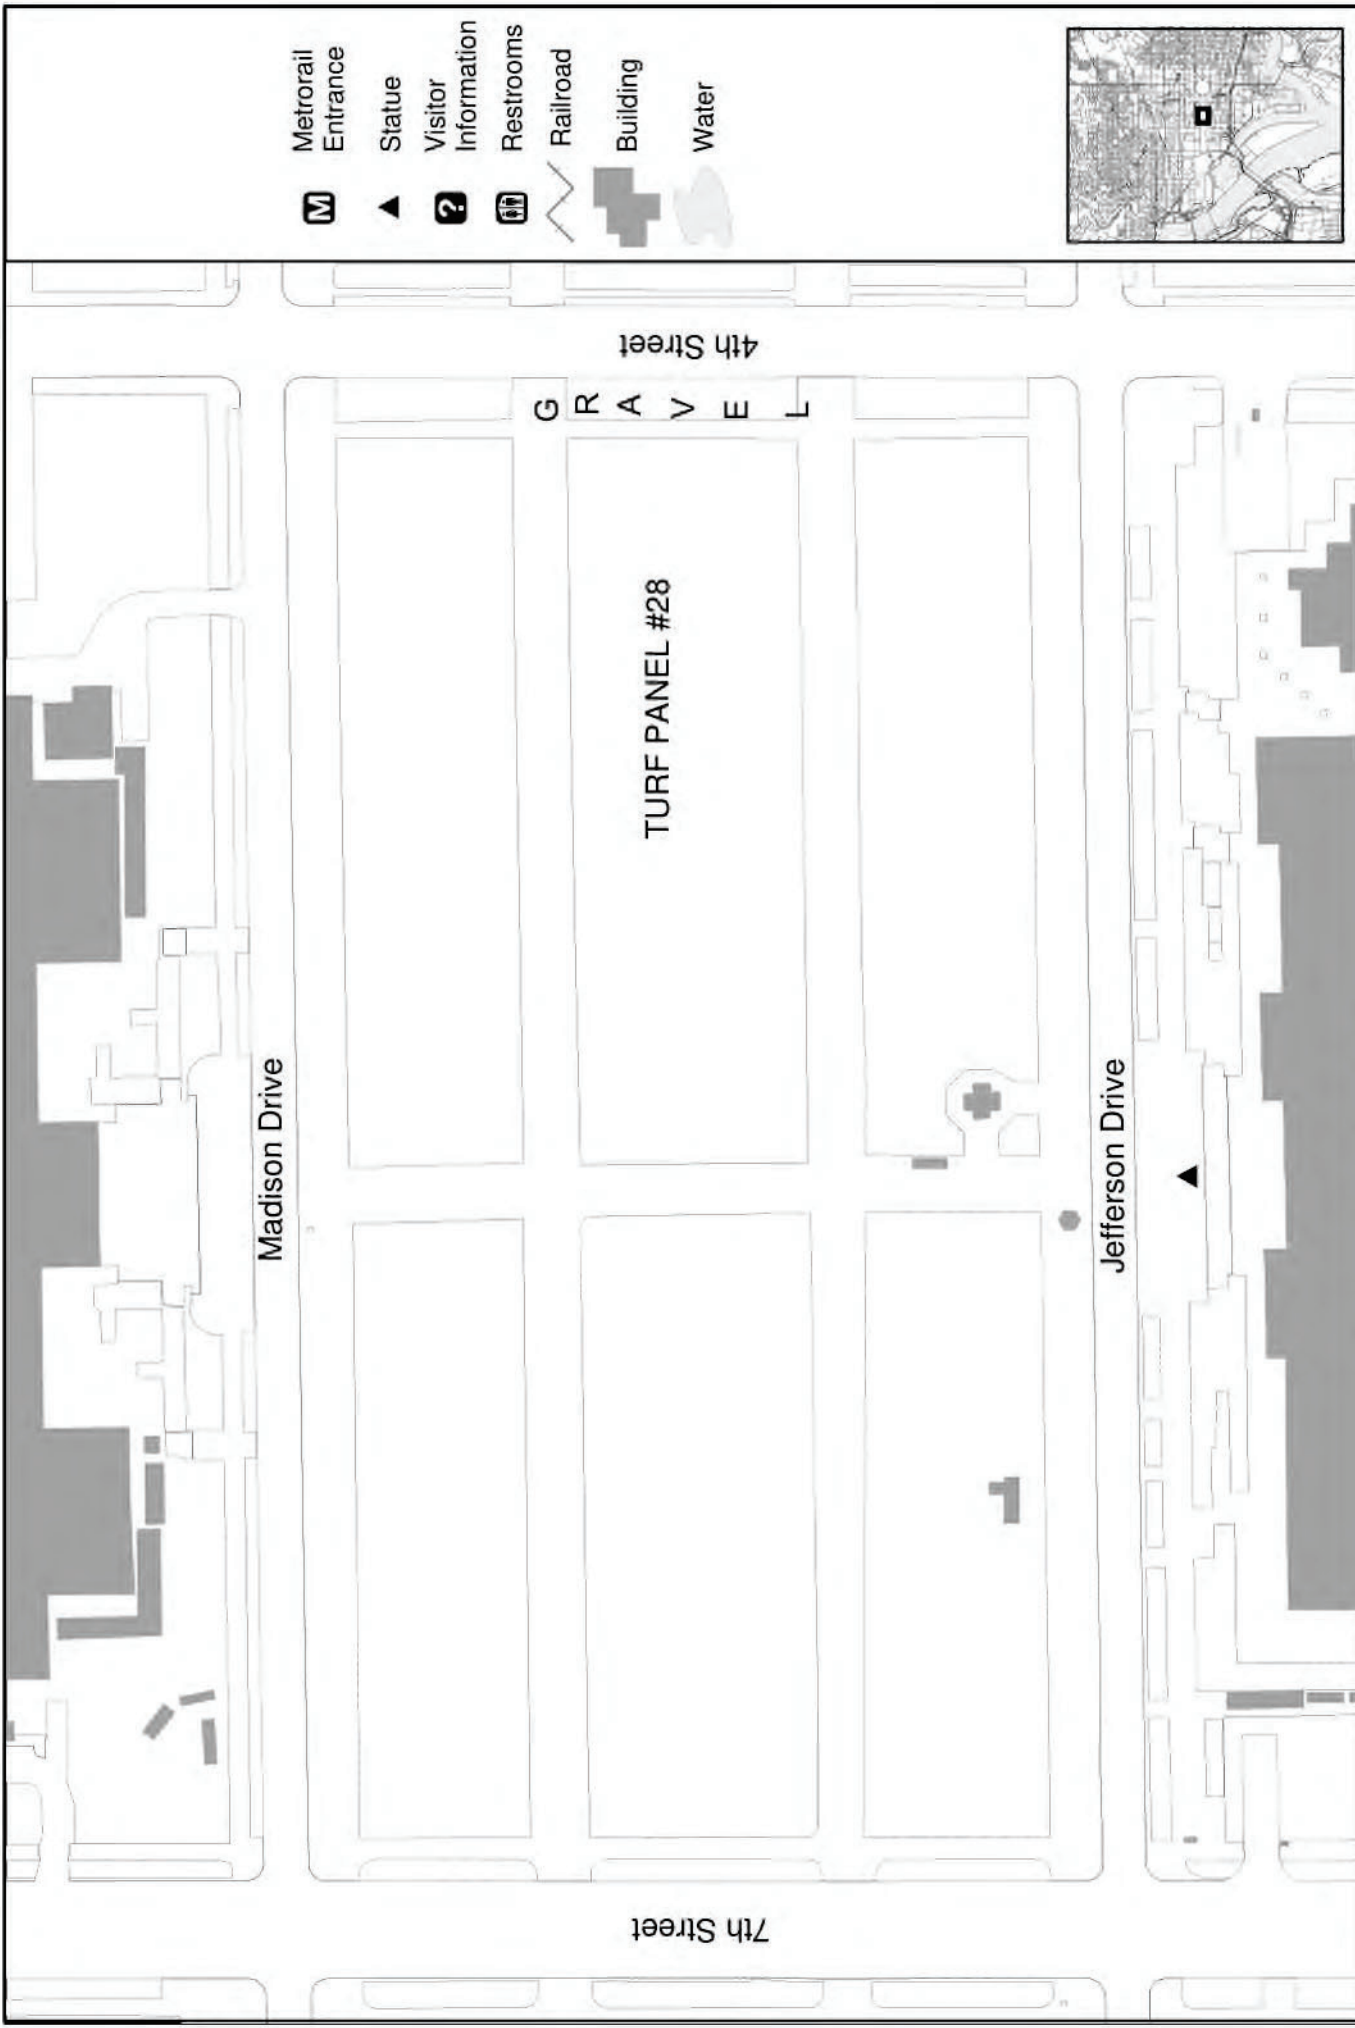 Metrorail
Entrance
M
Statue
Visitor
Information
?
Restrooms
Railroad
Building
Water
4th Street
G
R
A
V
E
L
TURF PANEL #28
Madison Drive
Jefferson Drive
7th Street